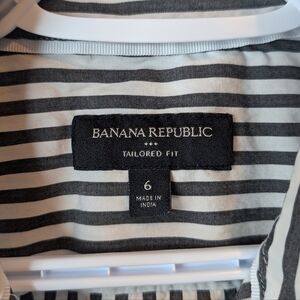 BANANA REPUBLIC
TAILORED FIT
6
MADE IN
INDIA